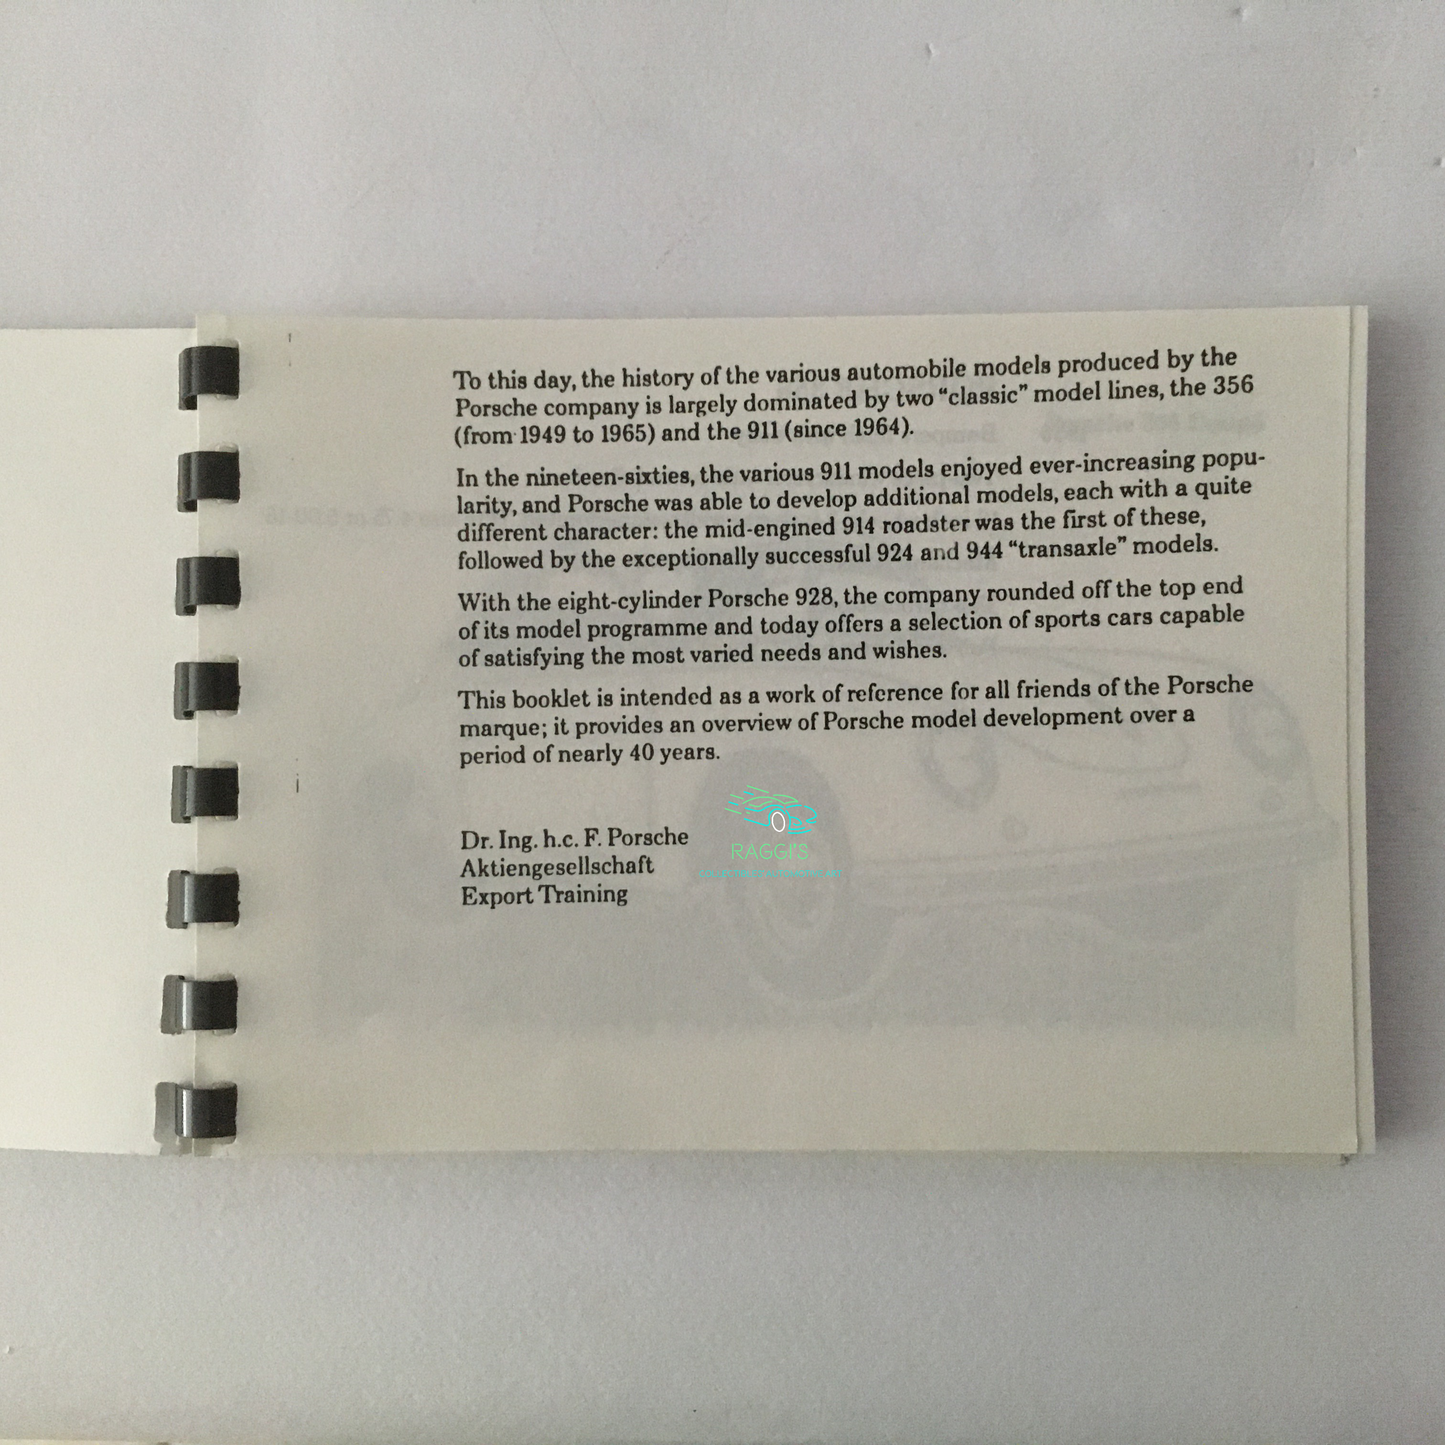 To this day, the history of the various automobile models produced by the
Porsche company is largely dominated by two “classic” model lines, the 356
(from 1949 to 1965) and the 911 (since 1964).
In the nineteen-sixties, the various 911 models enjoyed ever-increasing popu-
larity, and Porsche was able to develop additional models, each with a quite
different character: the mid-engined 914 roadster was the first of these,
followed by the exceptionally successful 924 and 944 “transaxle” models.
With the eight-cylinder Porsche 928, the company rounded off the top end
of its model programme and today offers a selection of sports cars capable
of satisfying the most varied needs and wishes.
This booklet is intended as a work of reference for all friends of the Porsche
marque; it provides an overview of Porsche model development over a
period of nearly 40 years.
Dr. Ing. h.c. F. Porsche
Aktiengesellschaft
Export Training
RAGGI'S